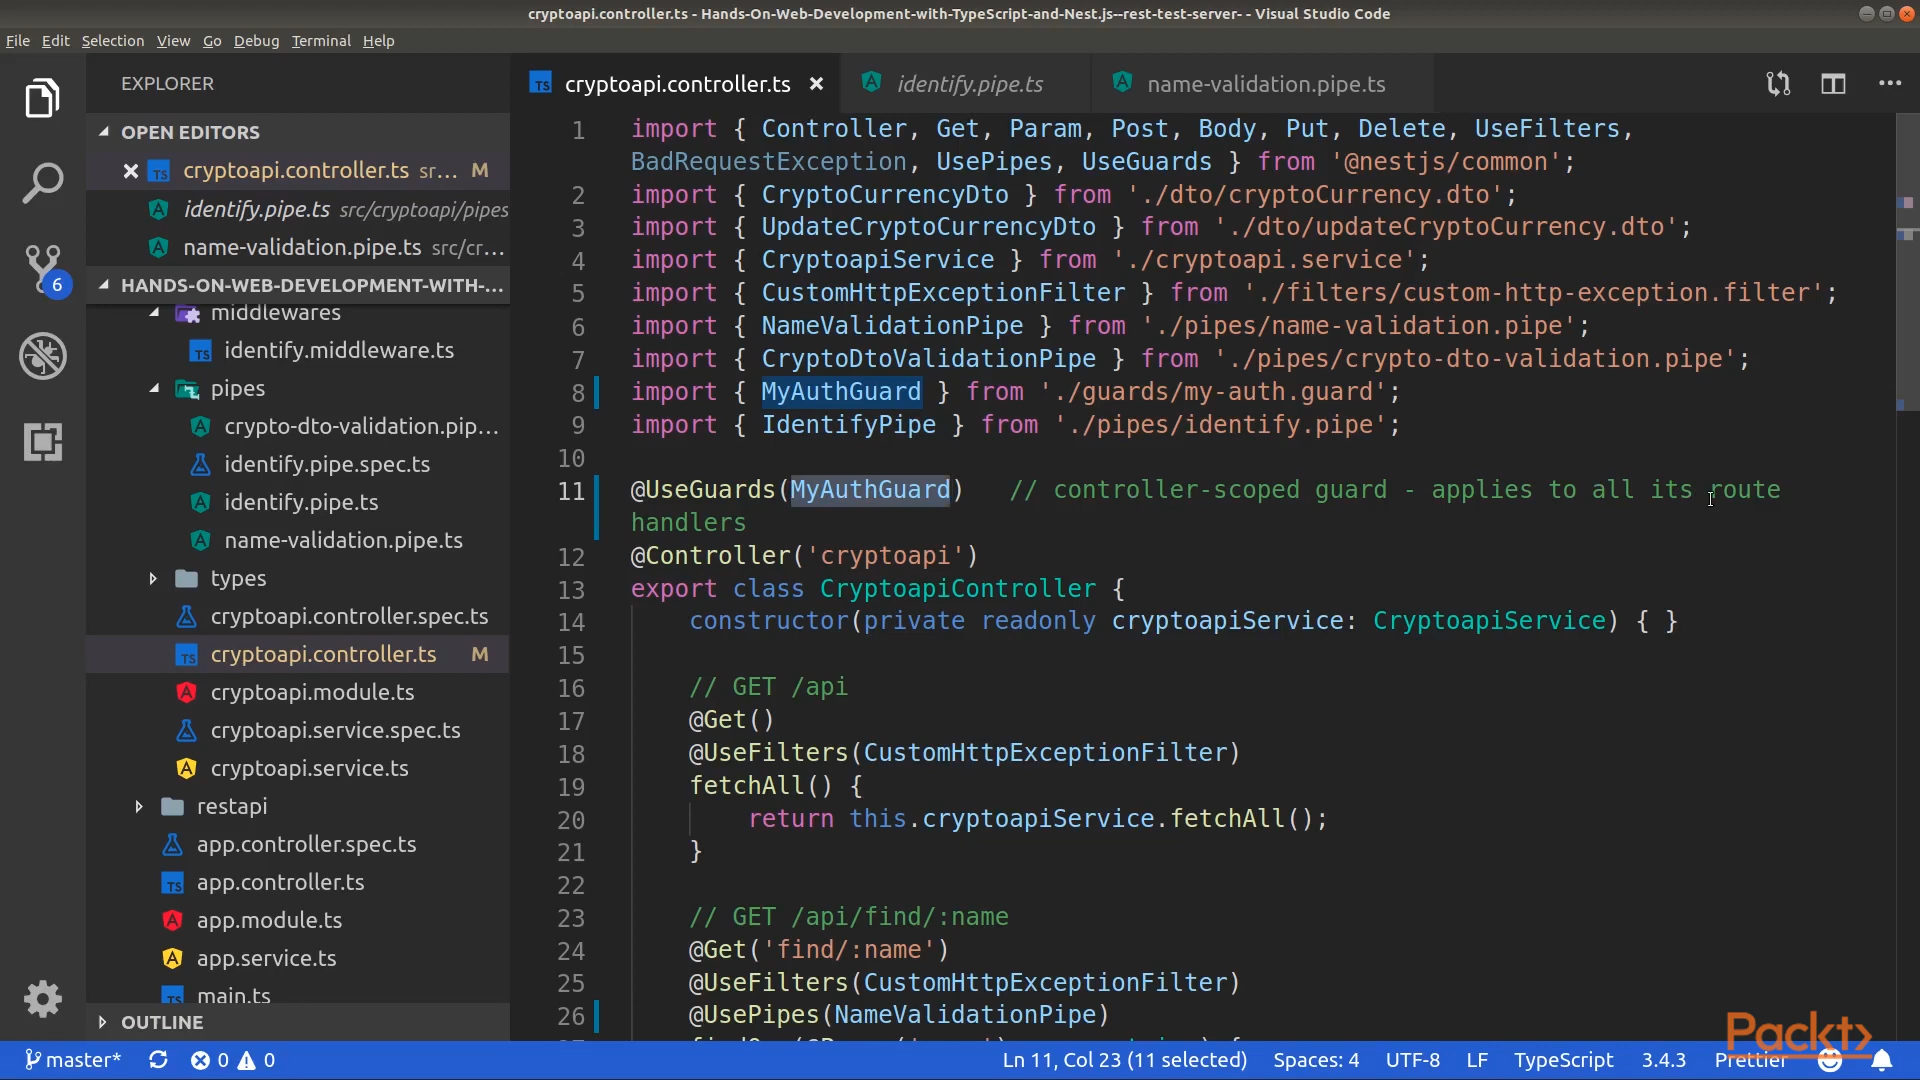 cryptoapi.controller.ts - Hands-On-Web-Development-with-TypeScript-and-Nest.js--rest-test-server- - Visual Studio Code
File Edit Selection View Go Debug Terminal Help
EXPLORER
OPEN EDITORS
cryptoapi.controller.ts sr... M
identify.pipe.ts src/cryptoapi/pipes
name-validation.pipe.ts src/cr...
HANDS-ON-WEB-DEVELOPMENT-WITH-...
middlewares
TS identify.middleware.ts
pipes
crypto-dto-validation.pip...
identify.pipe.spec.ts
identify.pipe.ts
name-validation.pipe.ts
types
cryptoapi.controller.spec.ts
TS cryptoapi.controller.ts M
cryptoapi.module.ts
cryptoapi.service.spec.ts
cryptoapi.service.ts
restapi
app.controller.spec.ts
TS app.controller.ts
app.module.ts
app.service.ts
TS main.ts
OUTLINE
6
TS cryptoapi.controller.ts identify.pipe.ts name-validation.pipe.ts
1 import { Controller, Get, Param, Post, Body, Put, Delete, UseFilters,
BadRequestException, UsePipes, UseGuards } from '@nestjs/common';
2 import { CryptoCurrencyDto } from './dto/cryptoCurrency.dto';
3 import { UpdateCryptoCurrencyDto } from './dto/updateCryptoCurrency.dto';
4 import { CryptoapiService } from './cryptoapi.service';
5 import { CustomHttpExceptionFilter } from './filters/custom-http-exception.filter';
6 import { NameValidationPipe } from './pipes/name-validation.pipe';
7 import { CryptoDtoValidationPipe } from './pipes/crypto-dto-validation.pipe';
8 import { MyAuthGuard } from './guards/my-auth.guard';
9 import { IdentifyPipe } from './pipes/identify.pipe';
10
11 @UseGuards(MyAuthGuard) // controller-scoped guard - applies to all its route
handlers
12 @Controller('cryptoapi')
13 export class CryptoapiController {
14 constructor(private readonly cryptoapiService: CryptoapiService) { }
15
16 // GET /api
17 @Get()
18 @UseFilters(CustomHttpExceptionFilter)
19 fetchAll() {
20 return this.cryptoapiService.fetchAll();
21 }
22
23 // GET /api/find/:name
24 @Get('find/:name')
25 @UseFilters(CustomHttpExceptionFilter)
26 @UsePipes(NameValidationPipe)
Packt>
master* 0 0 Ln 11, Col 23 (11 selected) Spaces: 4 UTF-8 LF TypeScript 3.4.3 Prettier